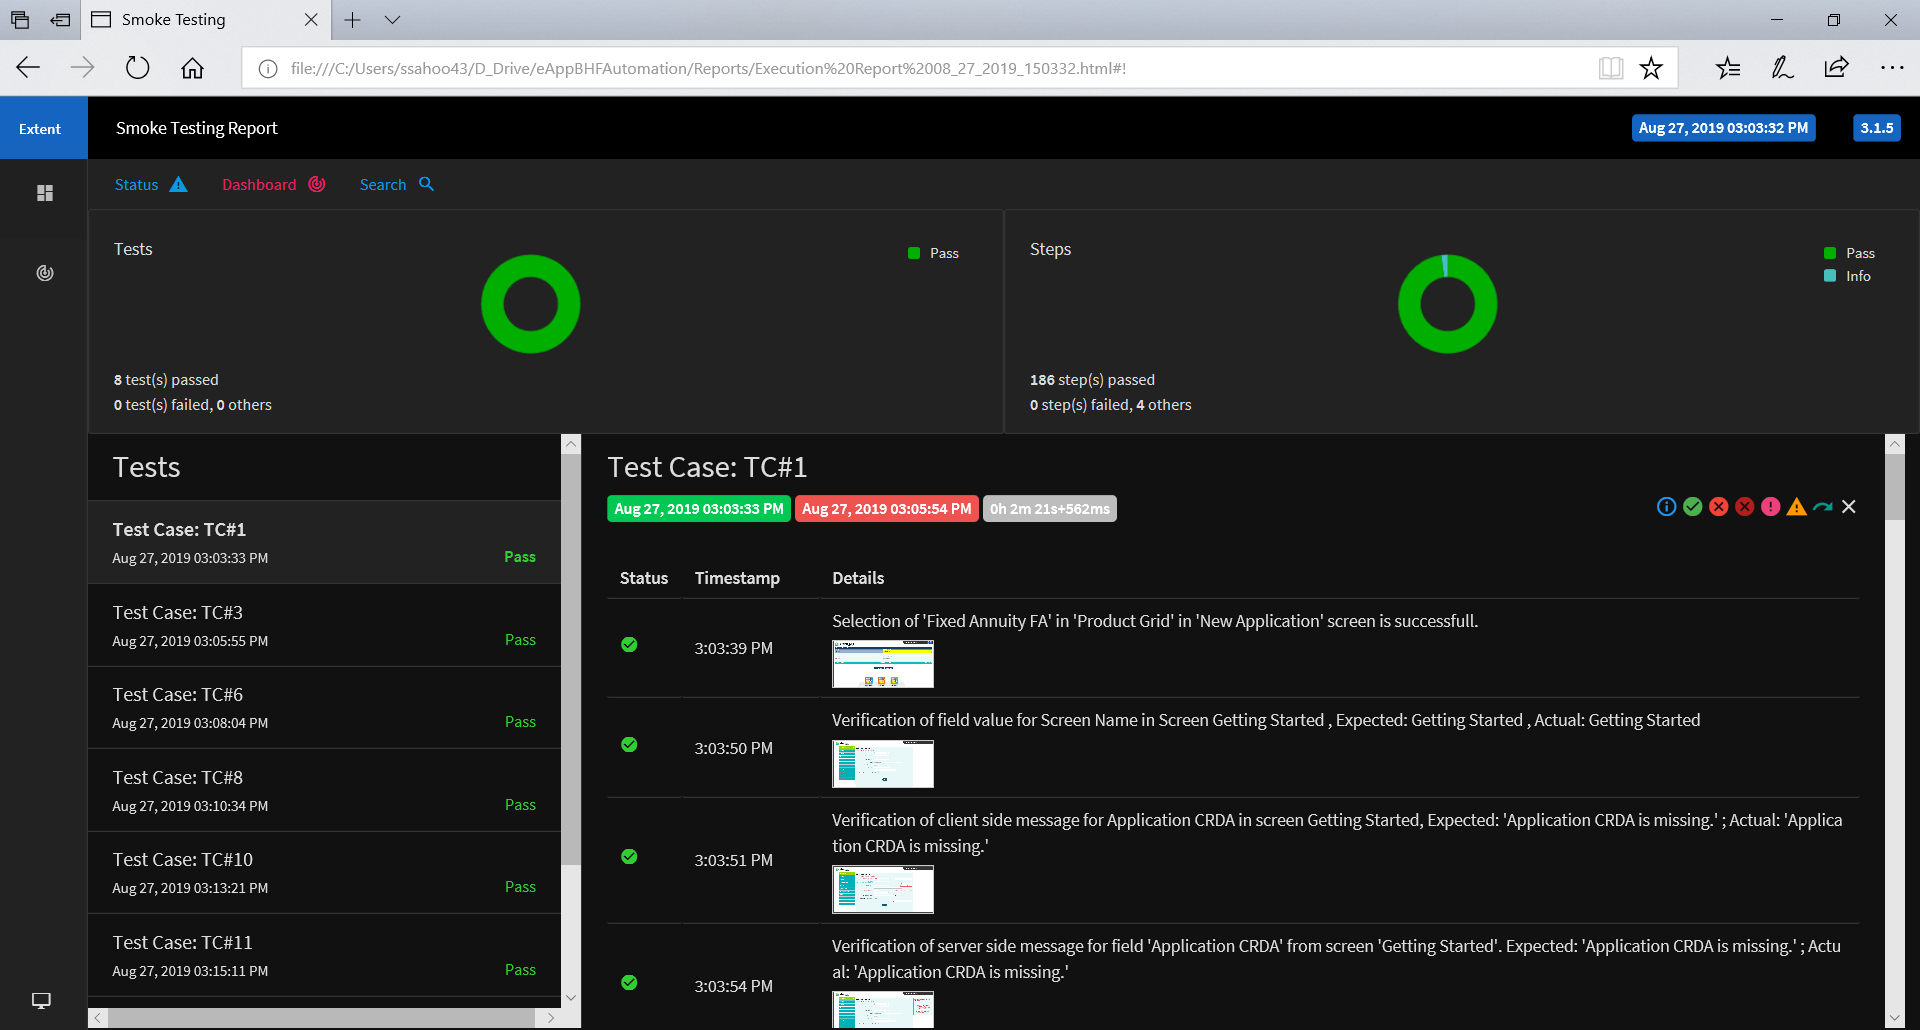 Smoke Testing
file:///C:/Users/ssahoo43/D_Drive/eAppBHFAutomation/Reports/Execution%20Report%2008_27_2019_150332.html#!
Extent
Smoke Testing Report
Aug 27, 2019 03:03:32 PM
3.1.5
Status
Dashboard
Search
Tests
Pass
8 test(s) passed
0 test(s) failed, 0 others
Steps
Pass
Info
186 step(s) passed
0 step(s) failed, 4 others
Tests
Test Case: TC#1
Aug 27, 2019 03:03:33 PM
Pass
Test Case: TC#3
Aug 27, 2019 03:05:55 PM
Pass
Test Case: TC#6
Aug 27, 2019 03:08:04 PM
Pass
Test Case: TC#8
Aug 27, 2019 03:10:34 PM
Pass
Test Case: TC#10
Aug 27, 2019 03:13:21 PM
Pass
Test Case: TC#11
Aug 27, 2019 03:15:11 PM
Pass
Test Case: TC#1
Aug 27, 2019 03:03:33 PM Aug 27, 2019 03:05:54 PM 0h 2m 21s+562ms
Status Timestamp Details
3:03:39 PM
Selection of 'Fixed Annuity FA' in 'Product Grid' in 'New Application' screen is successfull.
3:03:50 PM
Verification of field value for Screen Name in Screen Getting Started , Expected: Getting Started , Actual: Getting Started
3:03:51 PM
Verification of client side message for Application CRDA in screen Getting Started, Expected: 'Application CRDA is missing.' ; Actual: 'Applica
tion CRDA is missing.'
3:03:54 PM
Verification of server side message for field 'Application CRDA' from screen 'Getting Started'. Expected: 'Application CRDA is missing.' ; Actu
al: 'Application CRDA is missing.'